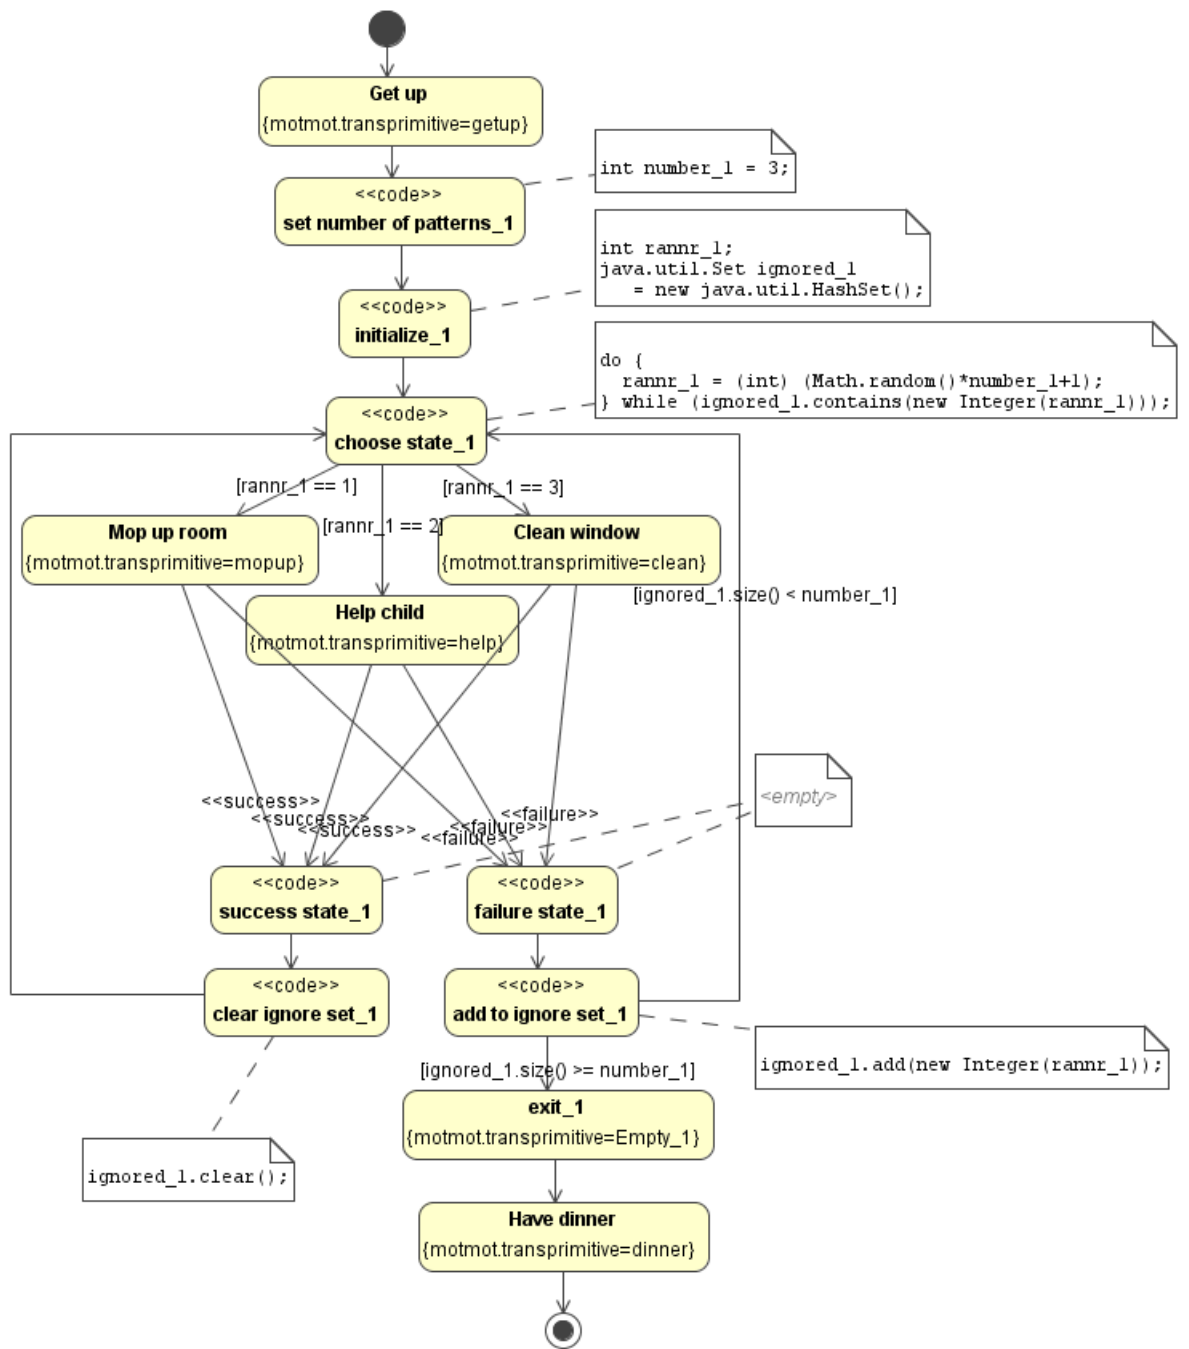 Get up
{motmot.transprimitive=getup}
int number_1 = 3;
<<code>>
set number of patterns_1
int rannr_1;
java.util.Set ignored_1
= new java.util.HashSet();
<<code>>
initialize_1
do {
rannr_1 = (int) (Math.random()*number_1+1);
} while (ignored_1.contains(new Integer(rannr_1)));
<<code>>
choose state_1
[rannr_1 == 1]
[rannr_1 == 3]
[rannr_1 == 2]
Mop up room
{motmot.transprimitive=mopup}
Clean window
{motmot.transprimitive=clean}
[ignored_1.size() < number_1]
Help child
{motmot.transprimitive=help}
<empty>
<<success>>
<<success>>
<<success>>
<<failure>>
<<failure>>
<<failure>>
<<code>>
success state_1
<<code>>
failure state_1
<<code>>
clear ignore set_1
<<code>>
add to ignore set_1
ignored_1.add(new Integer(rannr_1));
[ignored_1.size() >= number_1]
exit_1
{motmot.transprimitive=Empty_1}
ignored_1.clear();
Have dinner
{motmot.transprimitive=dinner}